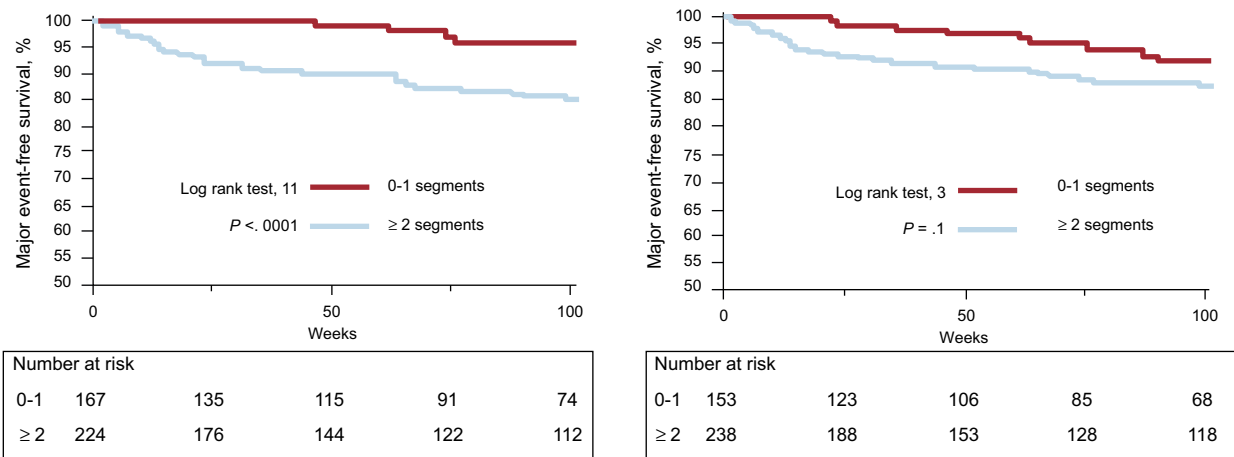 Major event-free survival, %
100
95
90
80
80
75
70
65
60
55
50
Log rank test, 11
0-1 segments
P <. 0001
≥ 2 segments
0
50
100
Weeks
Number at risk
0-1 167 135 115 91 74
≥ 2 224 176 144 122 112
Major event-free survival, %
100
95
90
80
80
75
70
65
60
55
50
Log rank test, 3
0-1 segments
P = .1
≥ 2 segments
0
50
100
Weeks
Number at risk
0-1 153 123 106 85 68
≥ 2 238 188 153 128 118